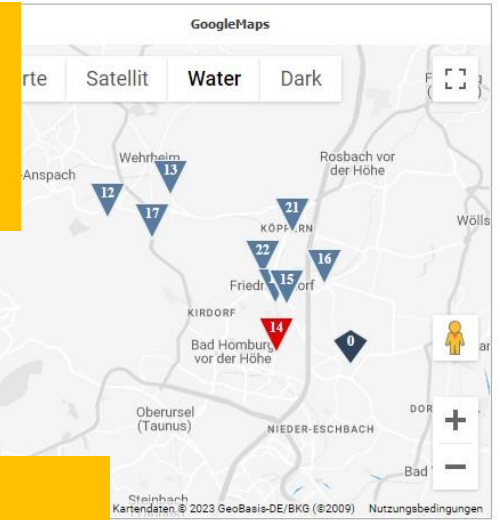 GoogleMaps
rte Satellit Water Dark
Wehrheim
13
Rosbach vor
der Höhe
-Anspach
12
17
21
Wölls
22
16
15
Friedr
orf
KIRDORF
14
Bad Homburg
vor der Höhe
0
Oberursel
(Taunus)
DOR
NIEDER-ESCHBACH
Bad
Steinbach
Kartendaten © 2023 GeoBasis-DE/BKG (©2009) Nutzungsbedingungen